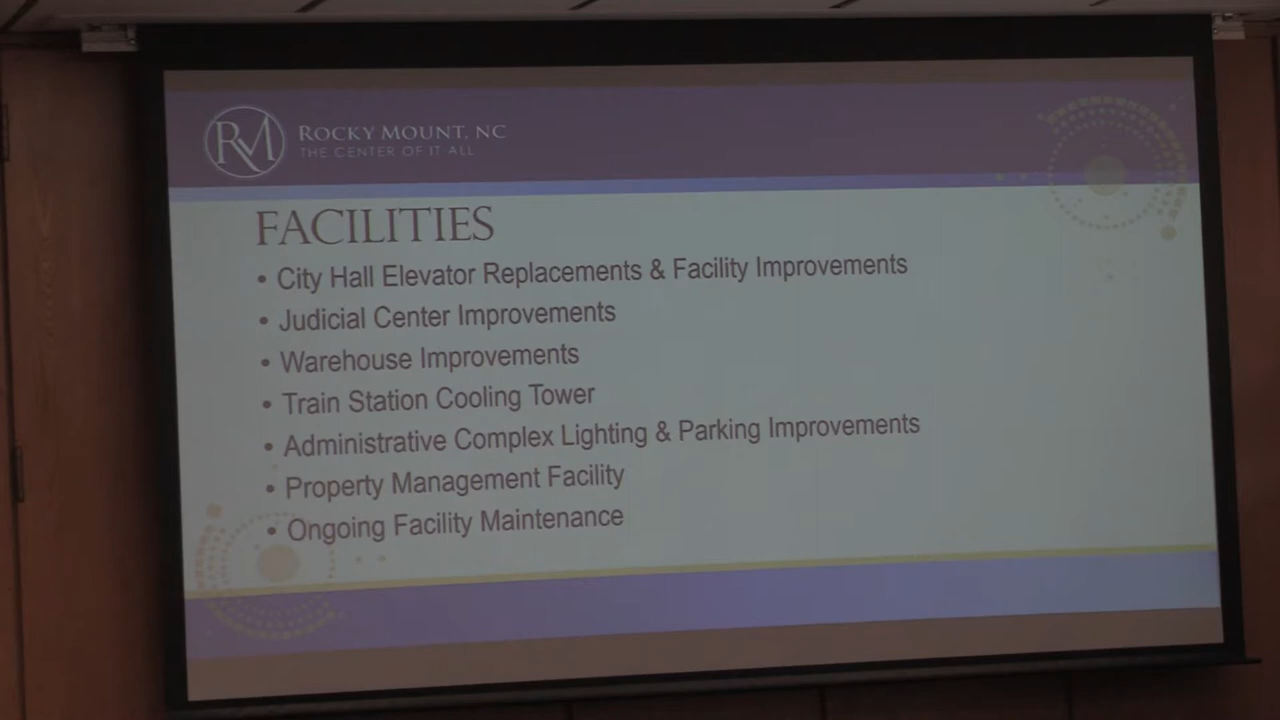 RM
ROCKY MOUNT, NC
THE CENTER OF IT ALL
FACILITIES
• City Hall Elevator Replacements & Facility Improvements
• Judicial Center Improvements
• Warehouse Improvements
• Train Station Cooling Tower
• Administrative Complex Lighting & Parking Improvements
• Property Management Facility
• Ongoing Facility Maintenance